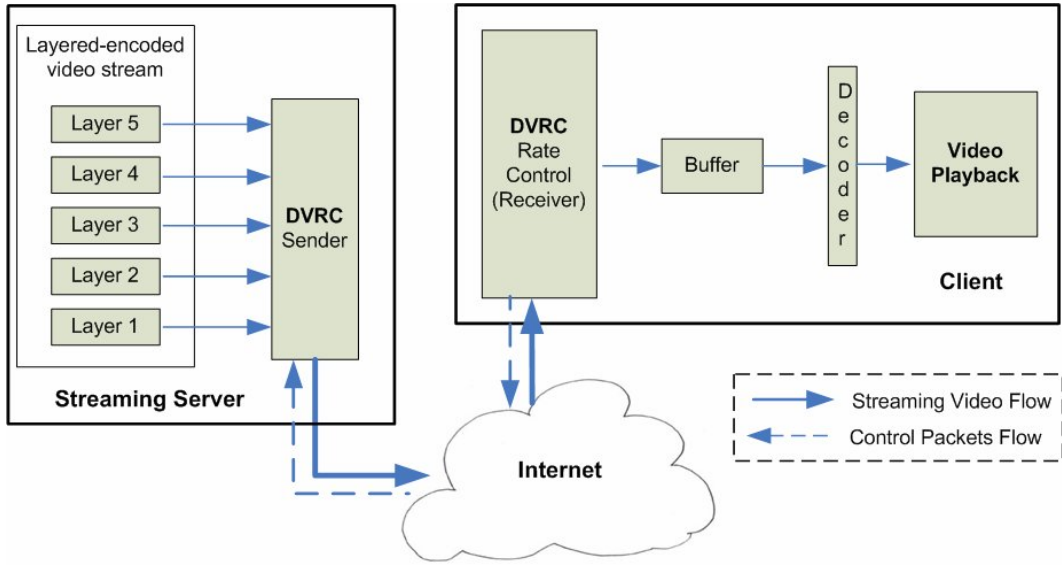 Layered-encoded
video stream
Layer 5
Layer 4
Layer 3
Layer 2
Layer 1
DVRC
Sender
Streaming Server
DVRC
Rate
Control
(Receiver)
Buffer
Decoder
Video
Playback
Client
Internet
Streaming Video Flow
Control Packets Flow